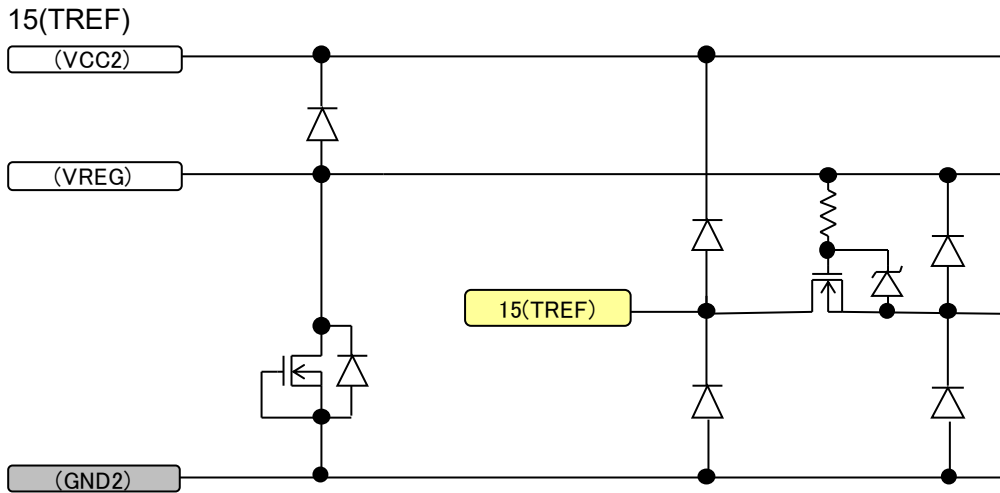 15(TREF)
(VCC2)
(VREG)
15(TREF)
(GND2)